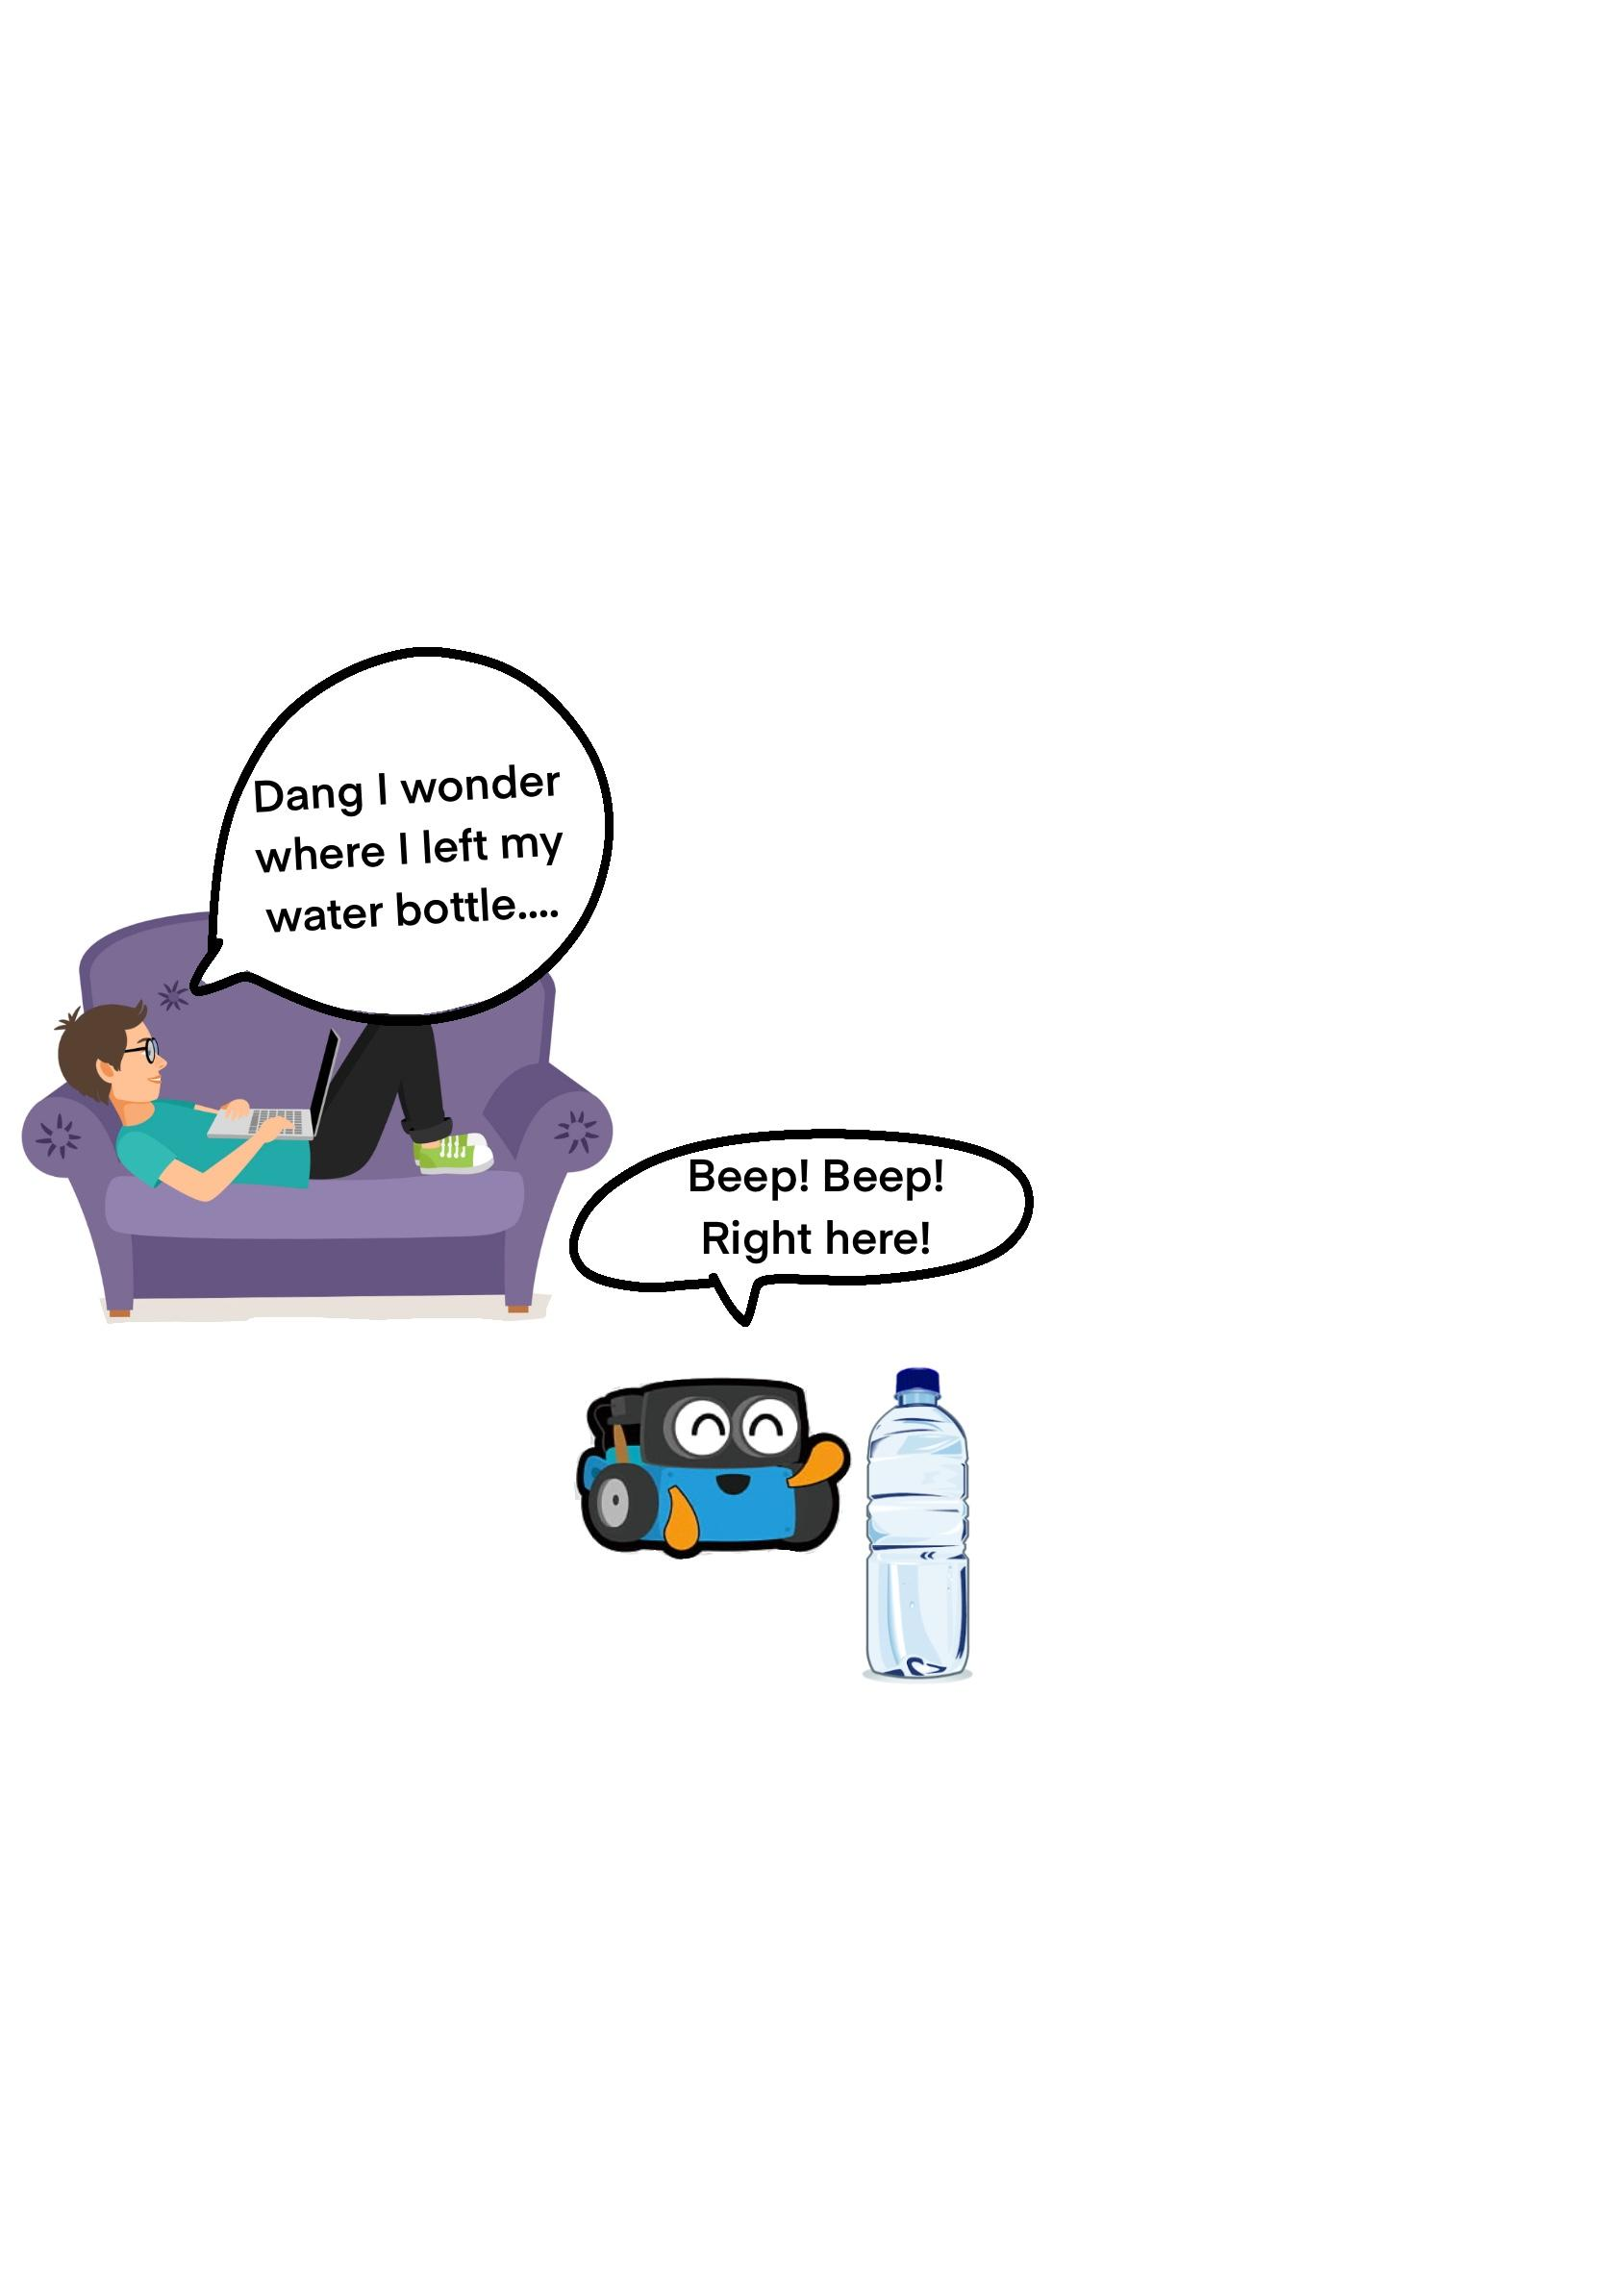 Dang I wonder
where I left my
water bottle....
Beep! Beep!
Right here!